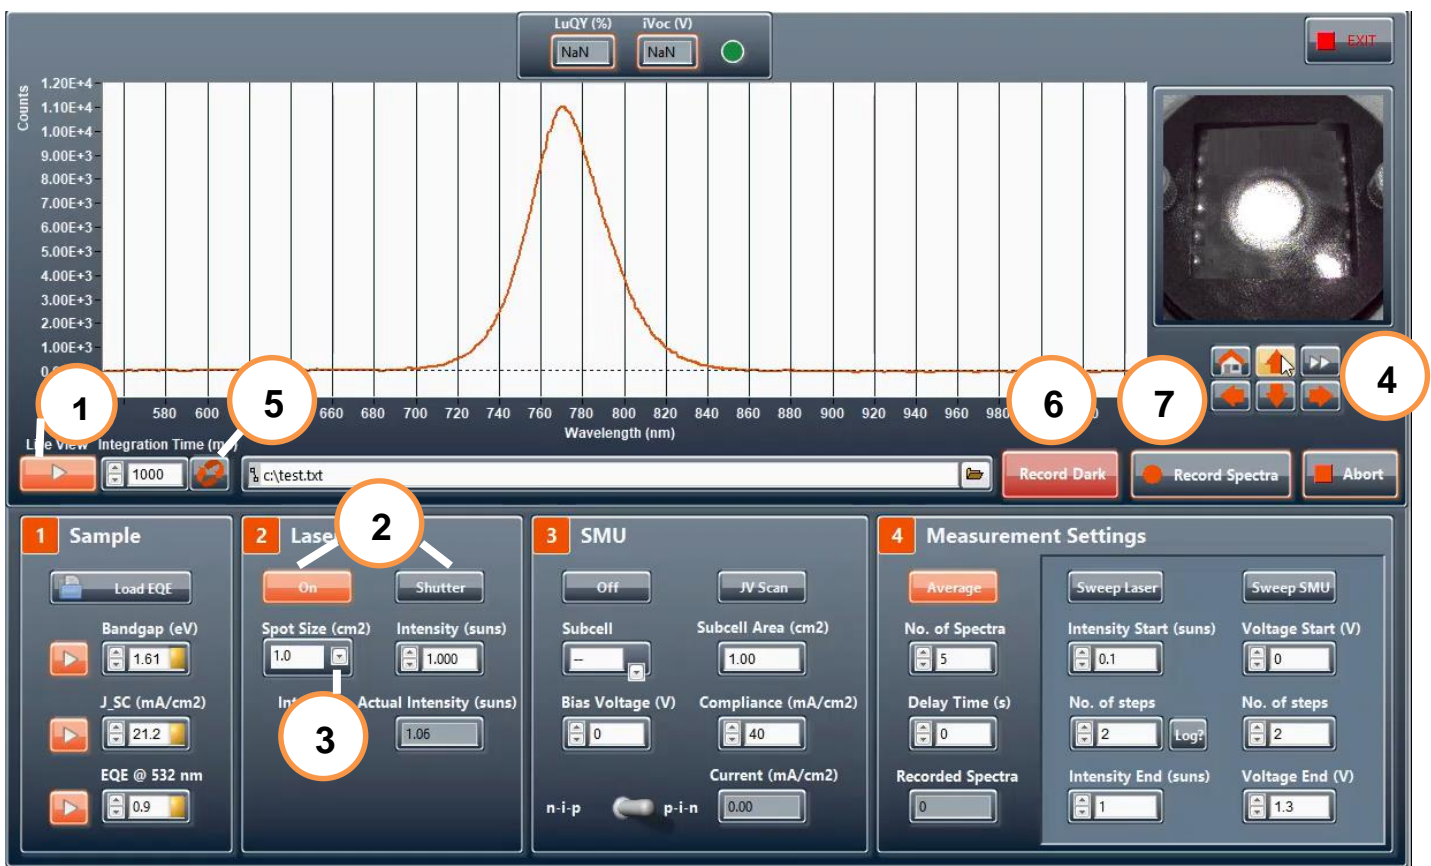 LuQY (%) iVoc (V)
NaN NaN
EXIT
Counts
1.20E+4
1.10E+4
1.00E+4
9.00E+3
8.00E+3
7.00E+3
6.00E+3
5.00E+3
4.00E+3
3.00E+3
2.00E+3
1.00E+3
580 600 660 680 700 720 740 760 780 800 820 840 860 880 900 920 940 960
Wavelength (nm)
1 5 6 7 4
View Integration Time (m
1000 c:\test.txt Record Dark Record Spectra Abort
1 Sample 2 Lase 2 3 SMU 4 Measurement Settings
Load EQE On Shutter Off JV Scan Average Sweep Laser Sweep SMU
Bandgap (eV) Spot Size (cm2) Intensity (suns) Subcell Subcell Area (cm2) No. of Spectra Intensity Start (suns) Voltage Start (V)
1.61 1.0 1.000 -- 1.00 5 0.1 0
J_SC (mA/cm2) Int Actual Intensity (suns) Bias Voltage (V) Compliance (mA/cm2) Delay Time (s) No. of steps No. of steps
21.2 3 1.06 0 40 0 2 Log? 2
EQE @ 532 nm Current (mA/cm2) Recorded Spectra Intensity End (suns) Voltage End (V)
0.9 n-i-p p-i-n 0.00 0 1 1.3